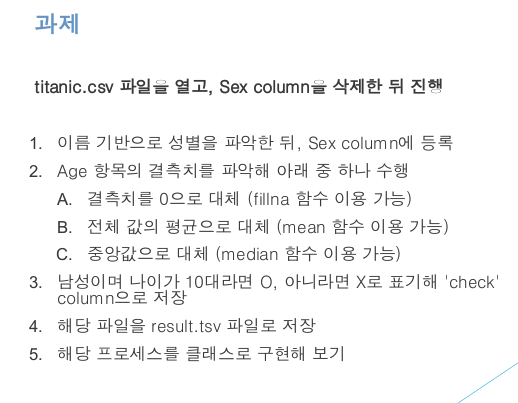 과제
titanic.csv 파일을 열고, Sex column을 삭제한 뒤 진행
1. 이름 기반으로 성별을 파악한 뒤, Sex column에 등록
2. Age 항목의 결측치를 파악해 아래 중 하나 수행
A. 결측치를 0으로 대체 (fillna 함수 이용 가능)
B. 전체 값의 평균으로 대체 (mean 함수 이용 가능)
C. 중앙값으로 대체 (median 함수 이용 가능)
3. 남성이며 나이가 10대라면 O, 아니라면 X로 표기해 'check'
column으로 저장
4. 해당 파일을 result.tsv 파일로 저장
5. 해당 프로세스를 클래스로 구현해 보기